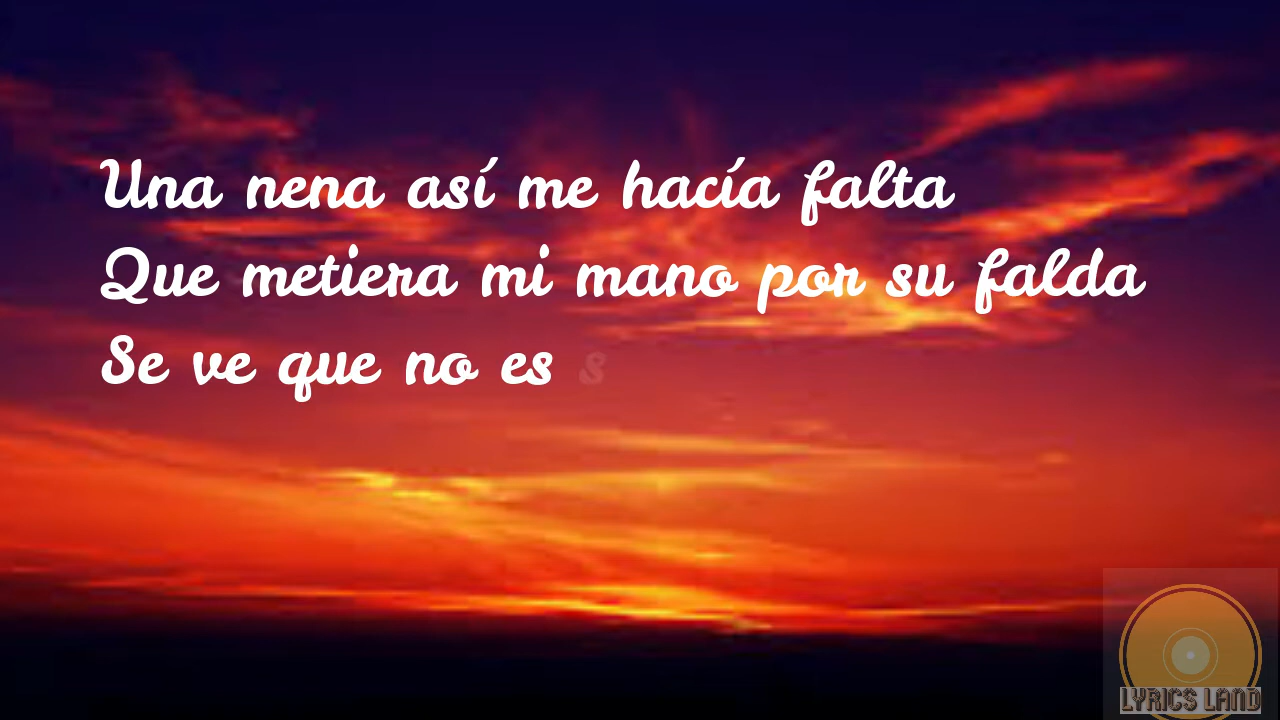 Una nena así me hacía falta
Que metiera mi mano por su falda
Se ve que no es s
LYRICS LAND